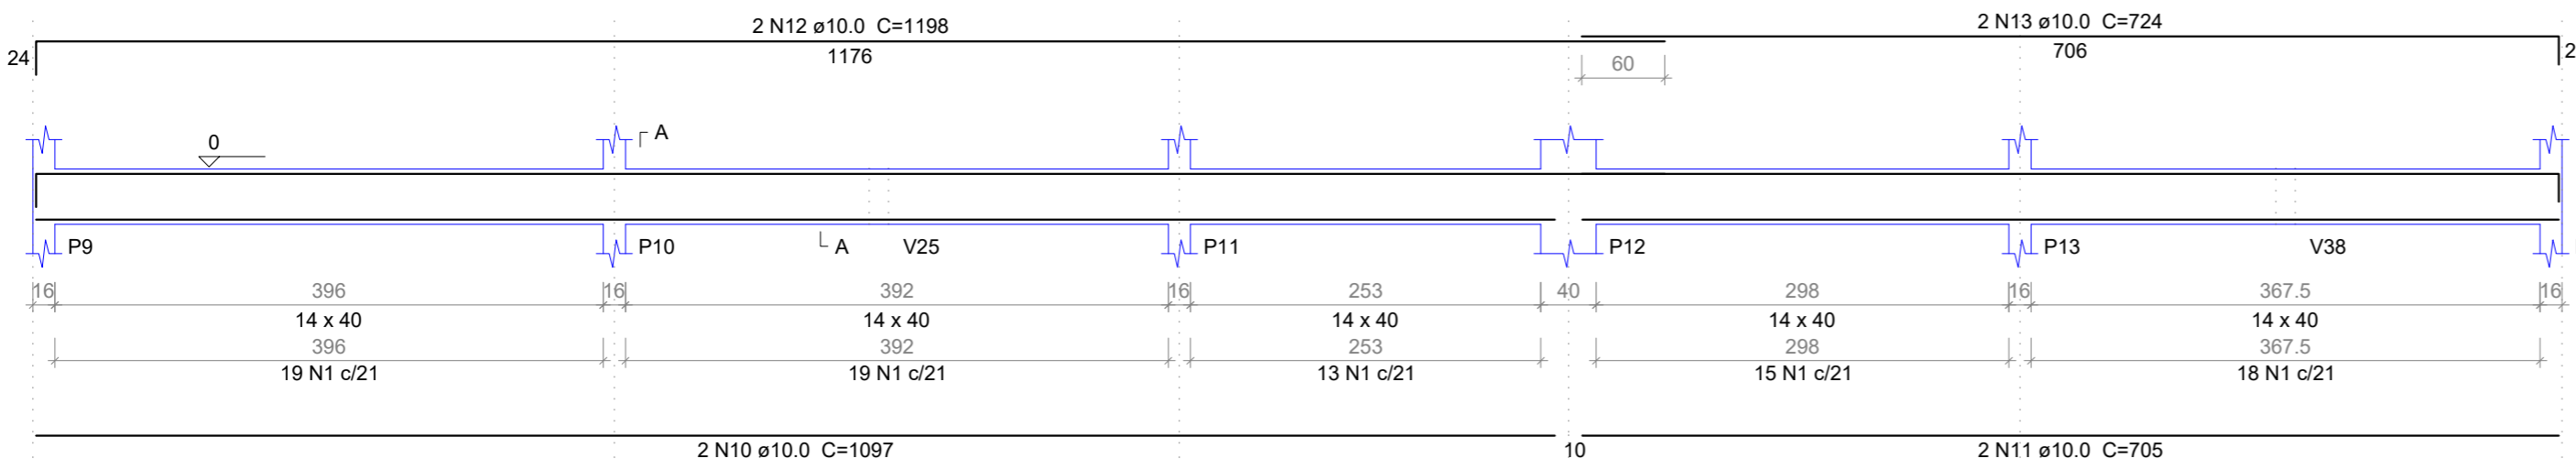 2 N12 ø10.0 C=1198
2 N13 ø10.0 C=724
24
1176
706
2
60
0
A
P9
P10
A
V25
P11
P12
P13
V38
16
396
16
392
16
253
40
298
16
367.5
16
14 x 40
14 x 40
14 x 40
14 x 40
14 x 40
396
392
253
298
367.5
19 N1 c/21
19 N1 c/21
13 N1 c/21
15 N1 c/21
18 N1 c/21
2 N10 ø10.0 C=1097
10
2 N11 ø10.0 C=705